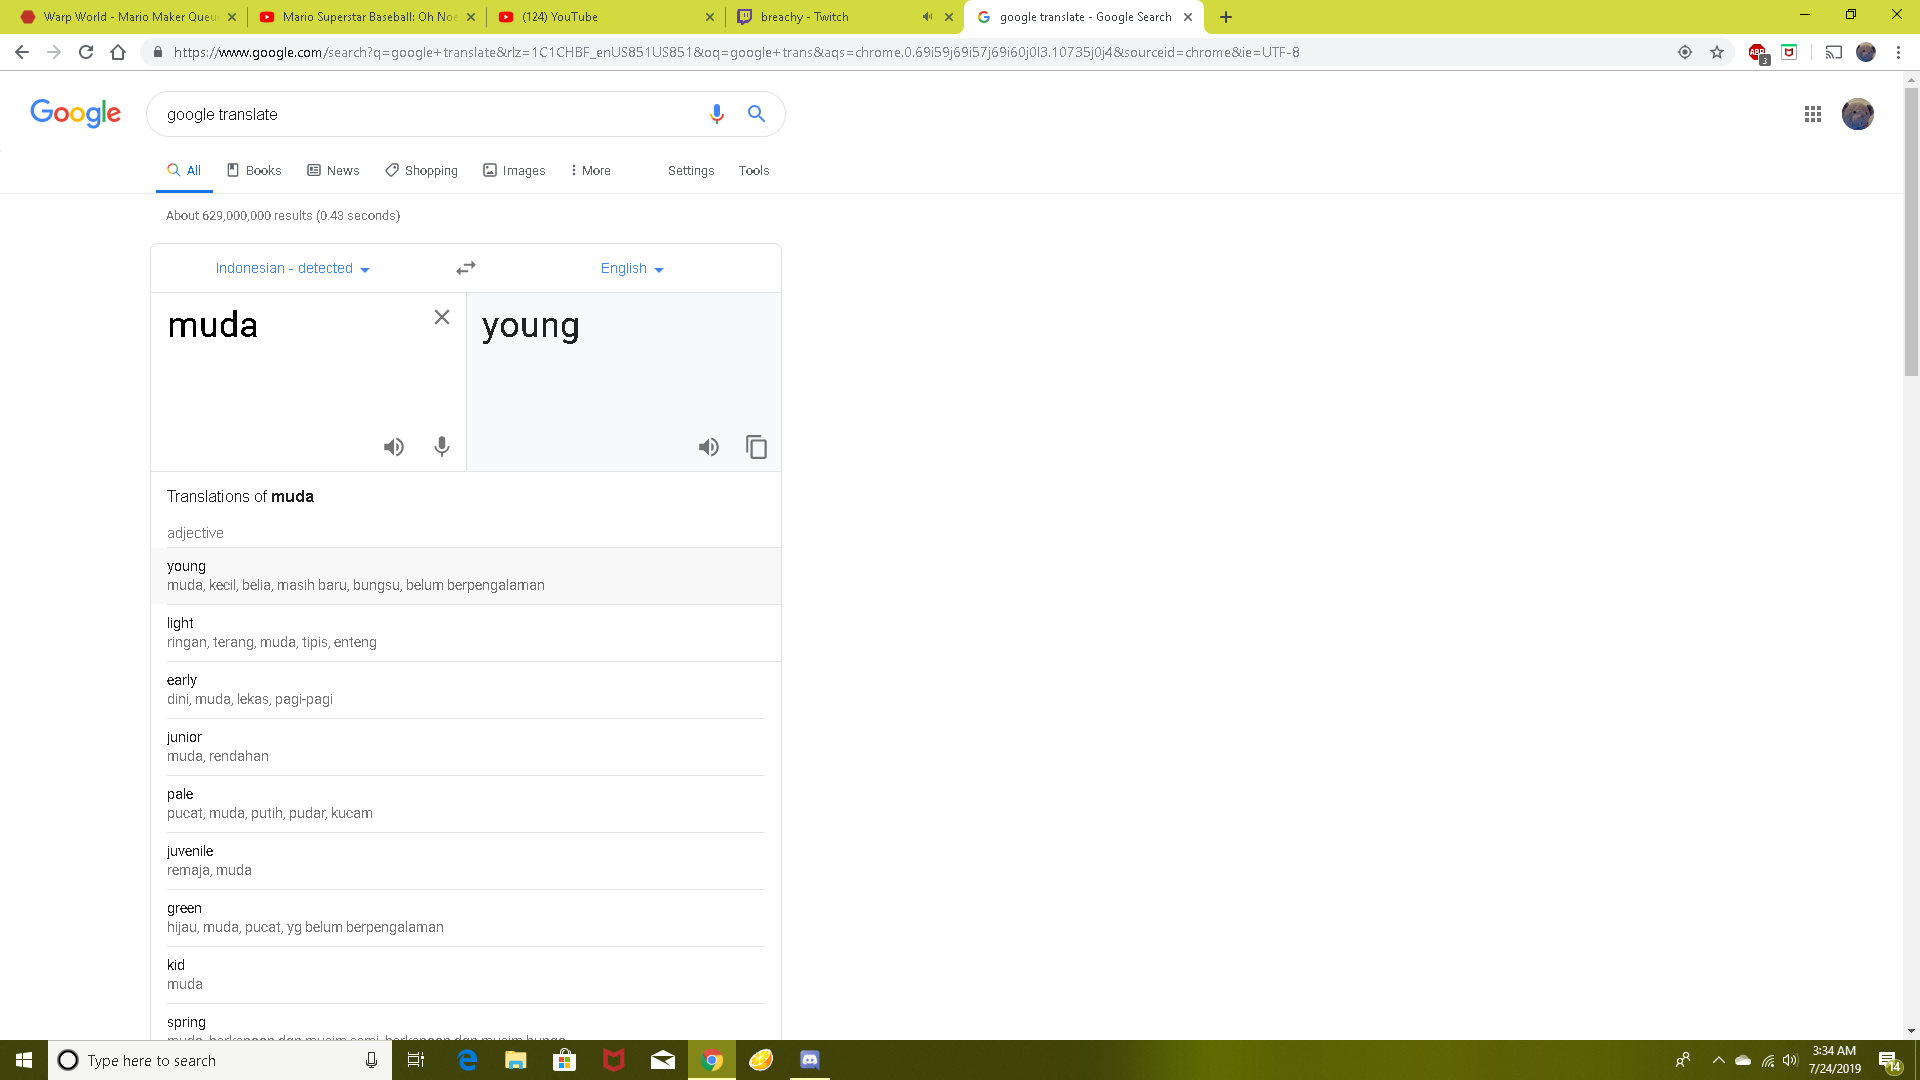 Warp World - Mario Maker Queu
Mario Superstar Baseball: Oh Noe
(124) YouTube
breachy - Twitch
google translate - Google Search
https://www.google.com/search?q=google+translate&rlz=1C1CHBF_enUS851US851&oq=google+trans&aqs=chrome.0.69i59j69i57j69i60j0l3.10735j0j4&sourceid=chrome&ie=UTF-8
ABP
3
Google
google translate
All
Books
News
Shopping
Images
More
Settings
Tools
About 629,000,000 results (0.43 seconds)
Indonesian - detected
English
muda
young
Translations of muda
adjective
young
muda, kecil, belia, masih baru, bungsu, belum berpengalaman
light
ringan, terang, muda, tipis, enteng
early
dini, muda, lekas, pagi-pagi
junior
muda, rendahan
pale
pucat, muda, putih, pudar, kucam
juvenile
remaja, muda
green
hijau, muda, pucat, yg belum berpengalaman
kid
muda
spring
Type here to search
3:34 AM
7/24/2019
14